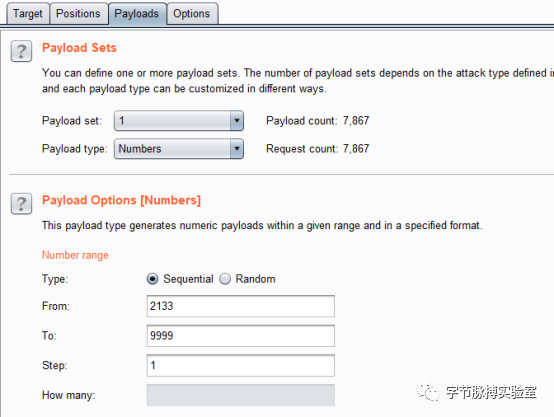 Target Positions Payloads Options
? Payload Sets
You can define one or more payload sets. The number of payload sets depends on the attack type defined in
and each payload type can be customized in different ways.
Payload set: 1 Payload count: 7,867
Payload type: Numbers Request count: 7,867
? Payload Options [Numbers]
This payload type generates numeric payloads within a given range and in a specified format.
Number range
Type: Sequential Random
From: 2133
To: 9999
Step: 1
How many:
字节脉搏实验室